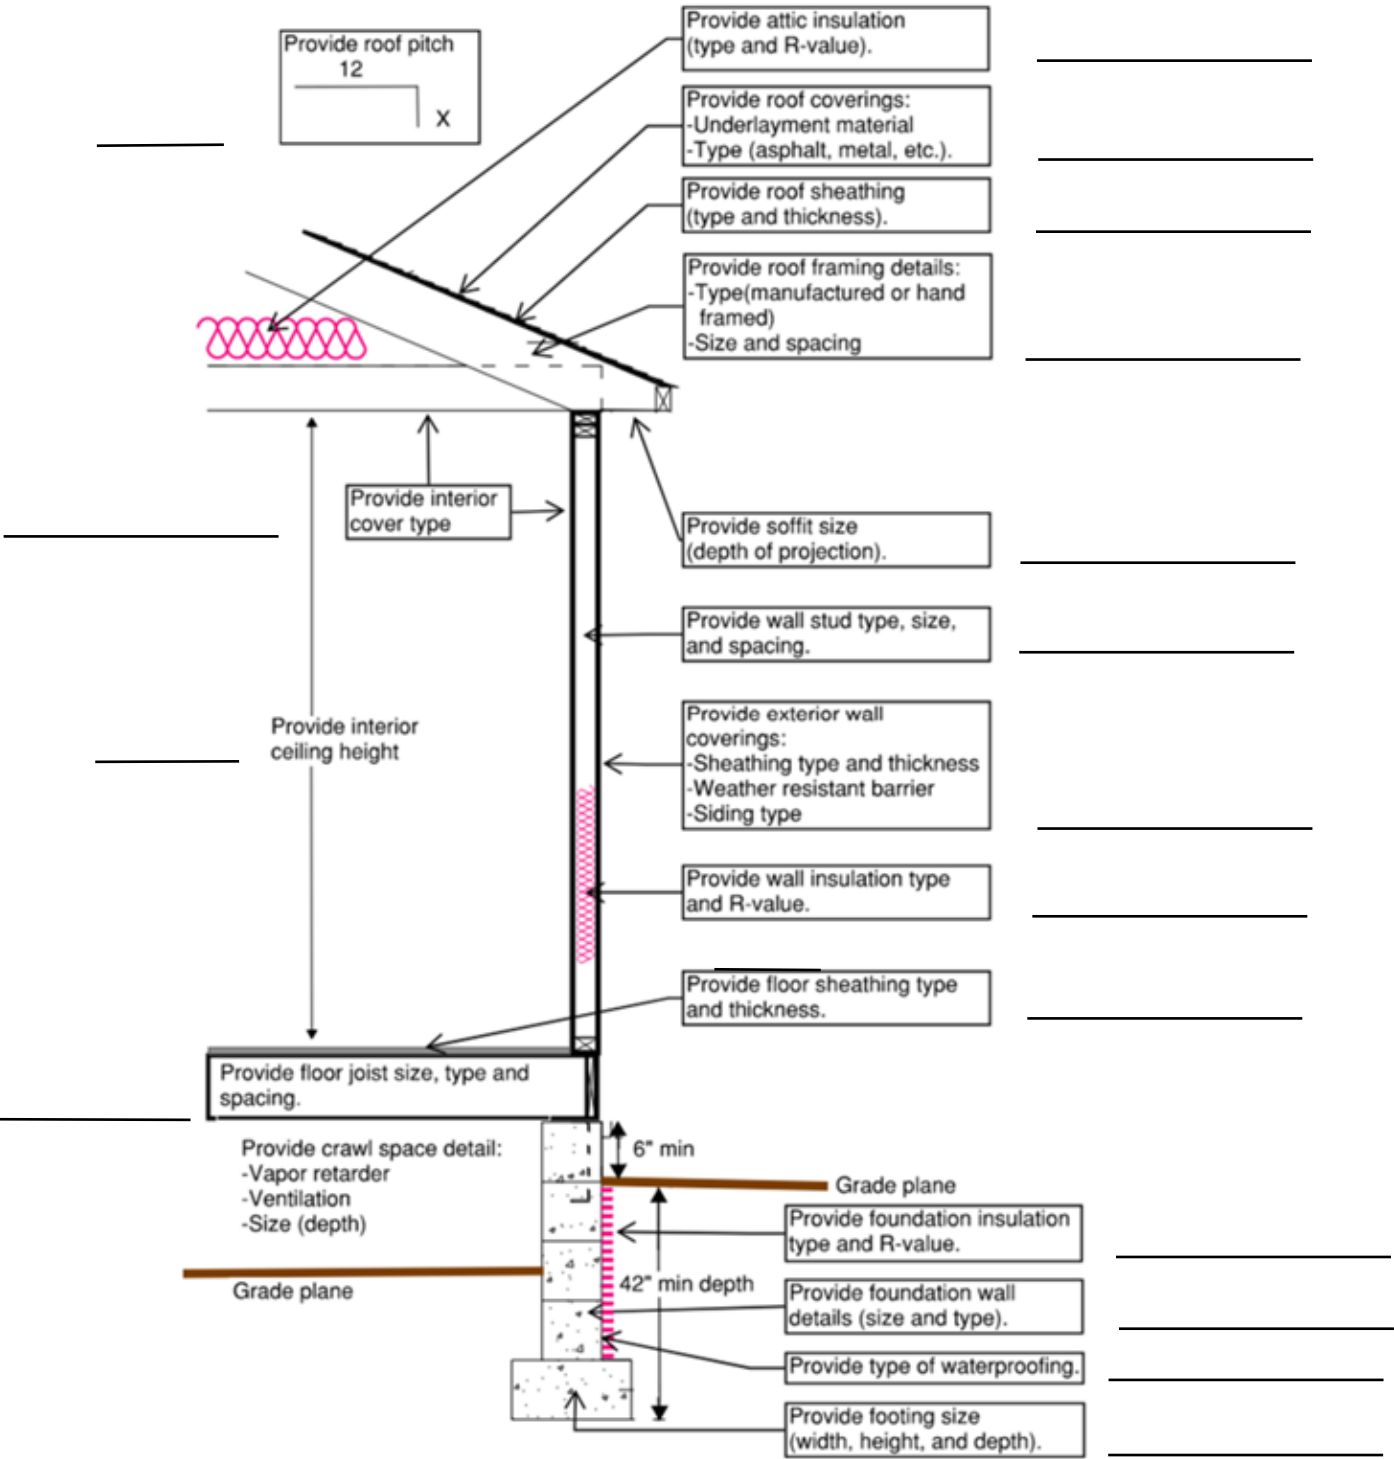 Provide roof pitch
12
X
Provide attic insulation
(type and R-value).
Provide roof coverings:
-Underlayment material
-Type (asphalt, metal, etc.).
Provide roof sheathing
(type and thickness).
Provide roof framing details:
-Type(manufactured or hand
framed)
-Size and spacing
Provide interior
cover type
Provide soffit size
(depth of projection).
Provide wall stud type, size,
and spacing.
Provide interior
ceiling height
Provide exterior wall
coverings:
-Sheathing type and thickness
-Weather resistant barrier
-Siding type
Provide wall insulation type
and R-value.
Provide floor sheathing type
and thickness.
Provide floor joist size, type and
spacing.
Provide crawl space detail:
-Vapor retarder
-Ventilation
-Size (depth)
6" min
Grade plane
Provide foundation insulation
type and R-value.
Grade plane
42" min depth
Provide foundation wall
details (size and type).
Provide type of waterproofing.
Provide footing size
(width, height, and depth).